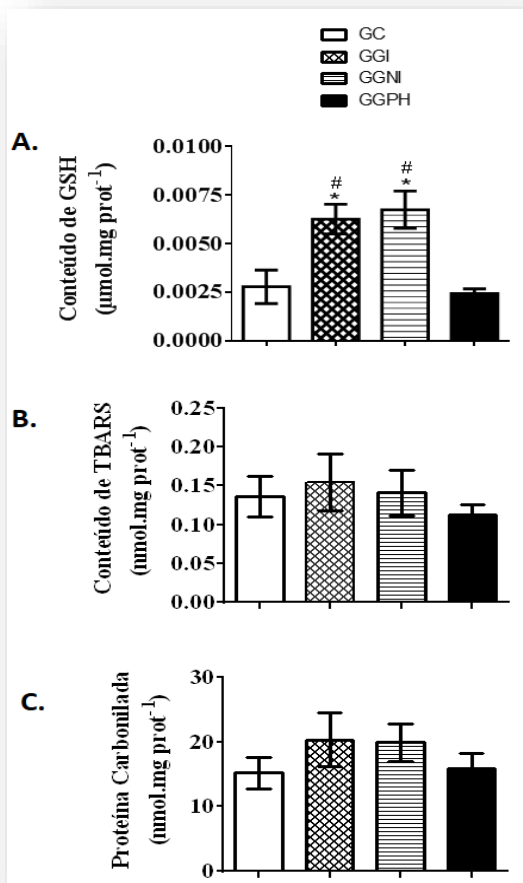 GC
GGI
GGNI
GGPH
A.
Conteúdo de GSH
(µmol.mg prot-1)
0.0100
0.0075
0.0050
0.0025
0.0000
#
*
#
*
B.
Conteúdo de TBARS
(nmol.mg prot-1)
0.25
0.20
0.15
0.10
0.05
0.00
C.
Proteína Carbonilada
(nmol.mg prot-1)
30
20
10
0